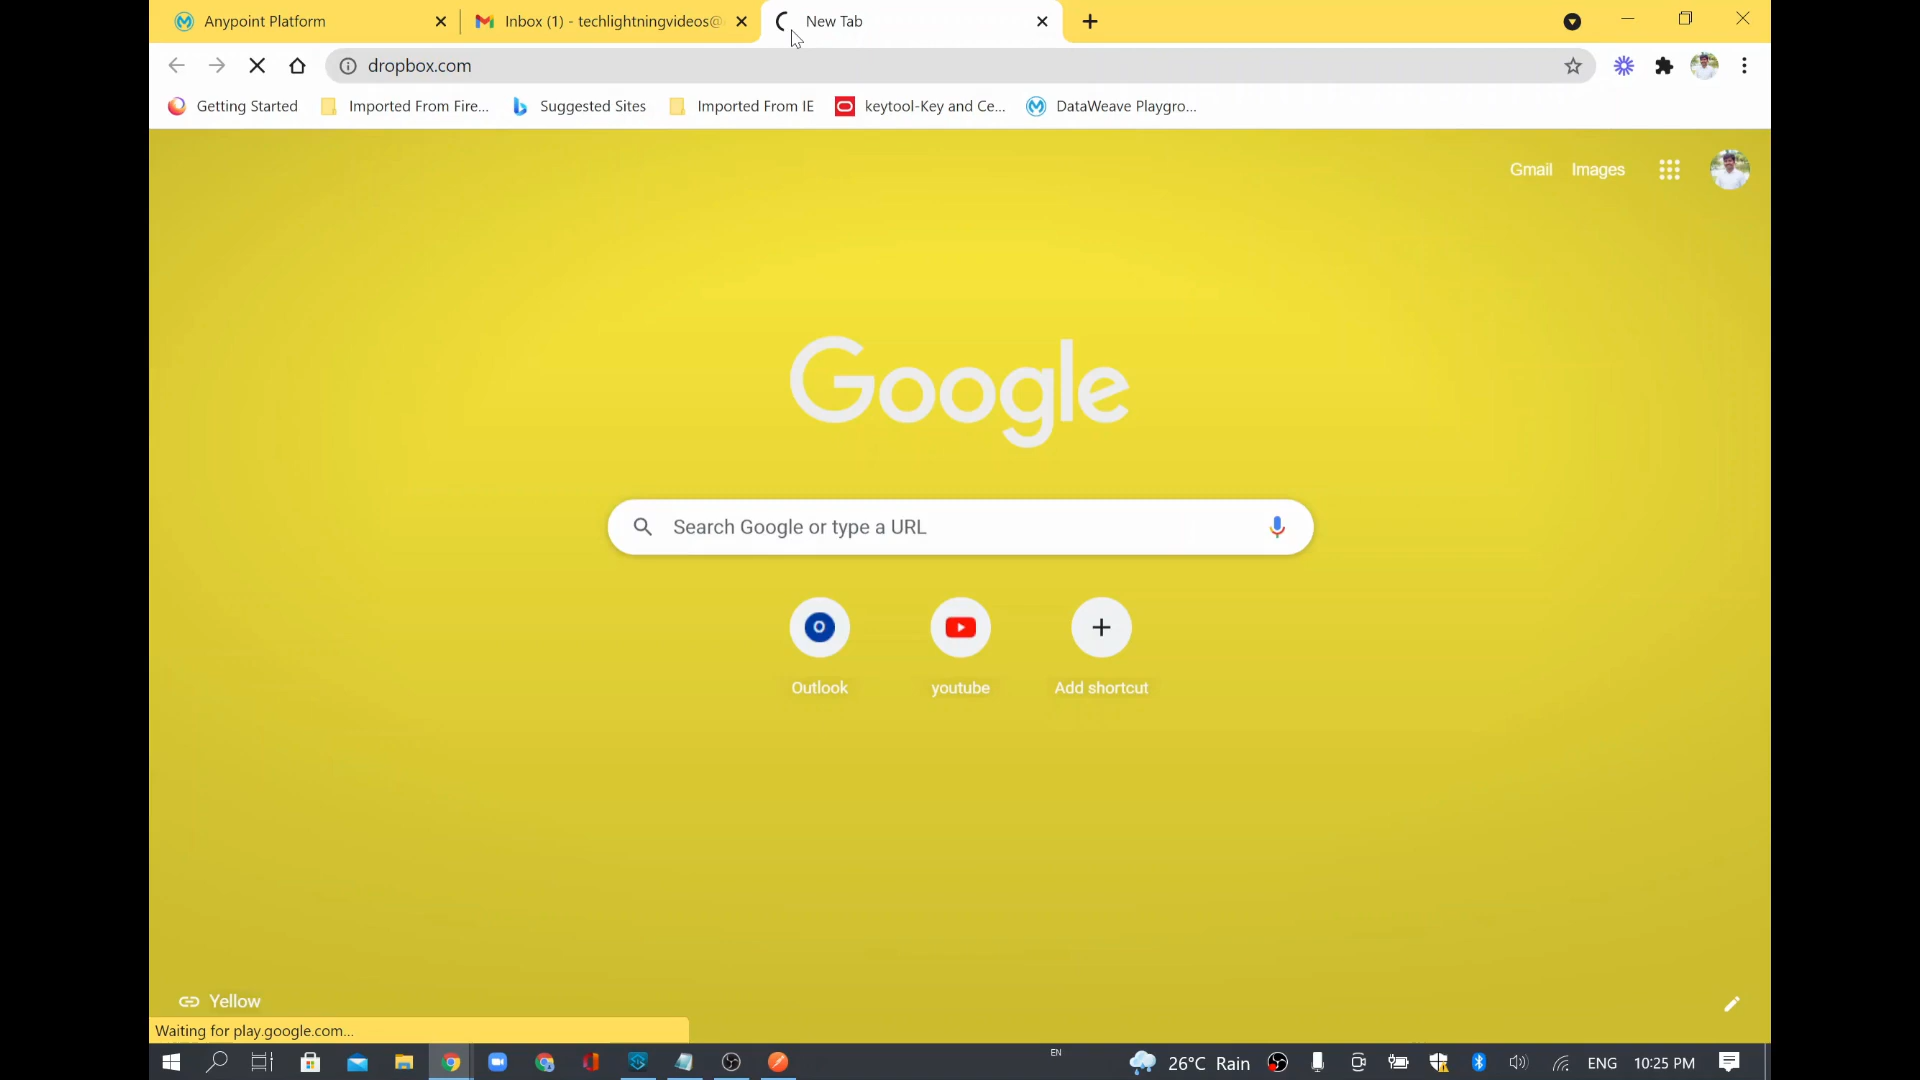 Anypoint Platform
Inbox (1) - techlightningvideos@
New Tab
dropbox.com
Getting Started
Imported From Fire...
Suggested Sites
Imported From IE
keytool-Key and Ce...
DataWeave Playgro...
Gmail
Images
Google
Search Google or type a URL
Outlook
youtube
Add shortcut
Yellow
Waiting for play.google.com...
EN
26°C Rain
ENG
10:25 PM